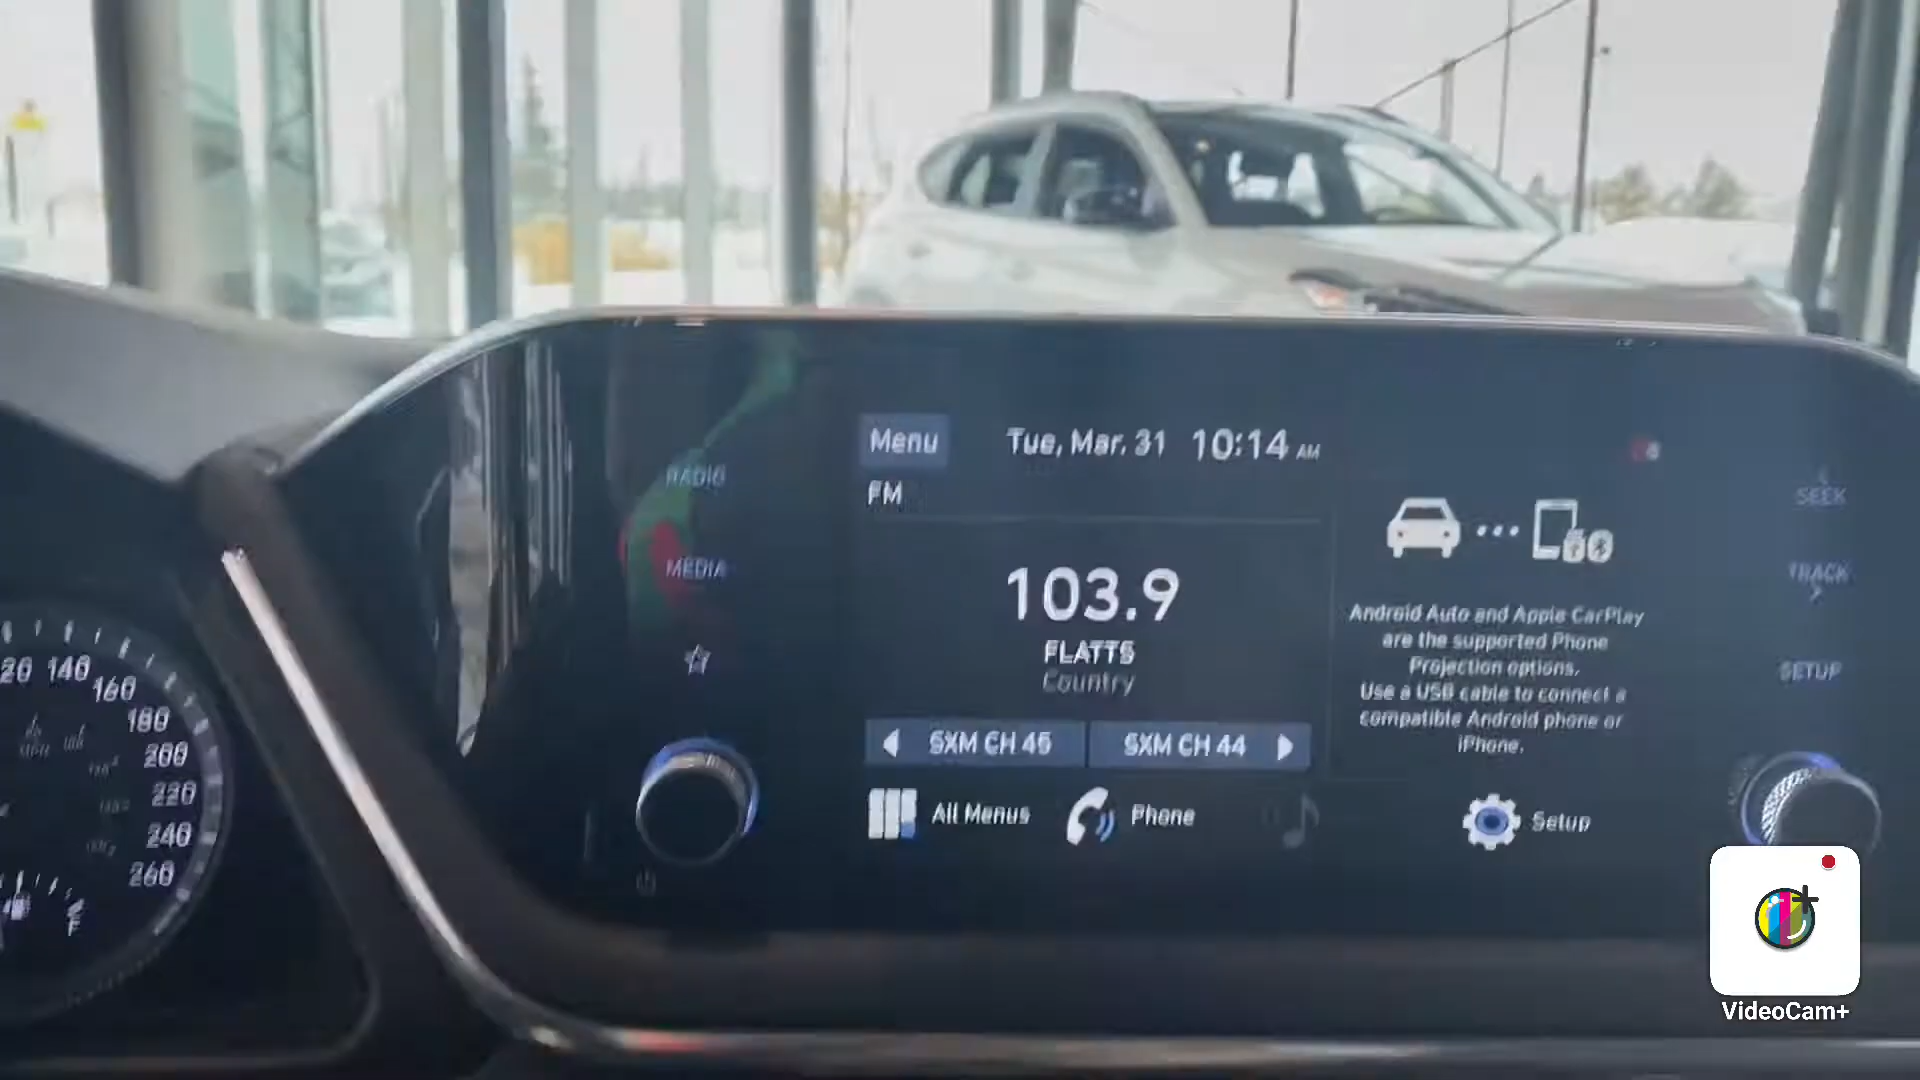 Menu
Tue, Mar. 31 10:14 AM
FM
RADIO
MEDIA
SEEK
TRACK
SETUP
103.9
FLATTS
Country
SXM CH 45
SXM CH 44
Android Auto and Apple CarPlay
are the supported Phone
Projection options.
Use a USB cable to connect a
compatible Android phone or
iPhone.
All Menus
Phone
Setup
140
160
180
200
220
240
260
F
VideoCam+